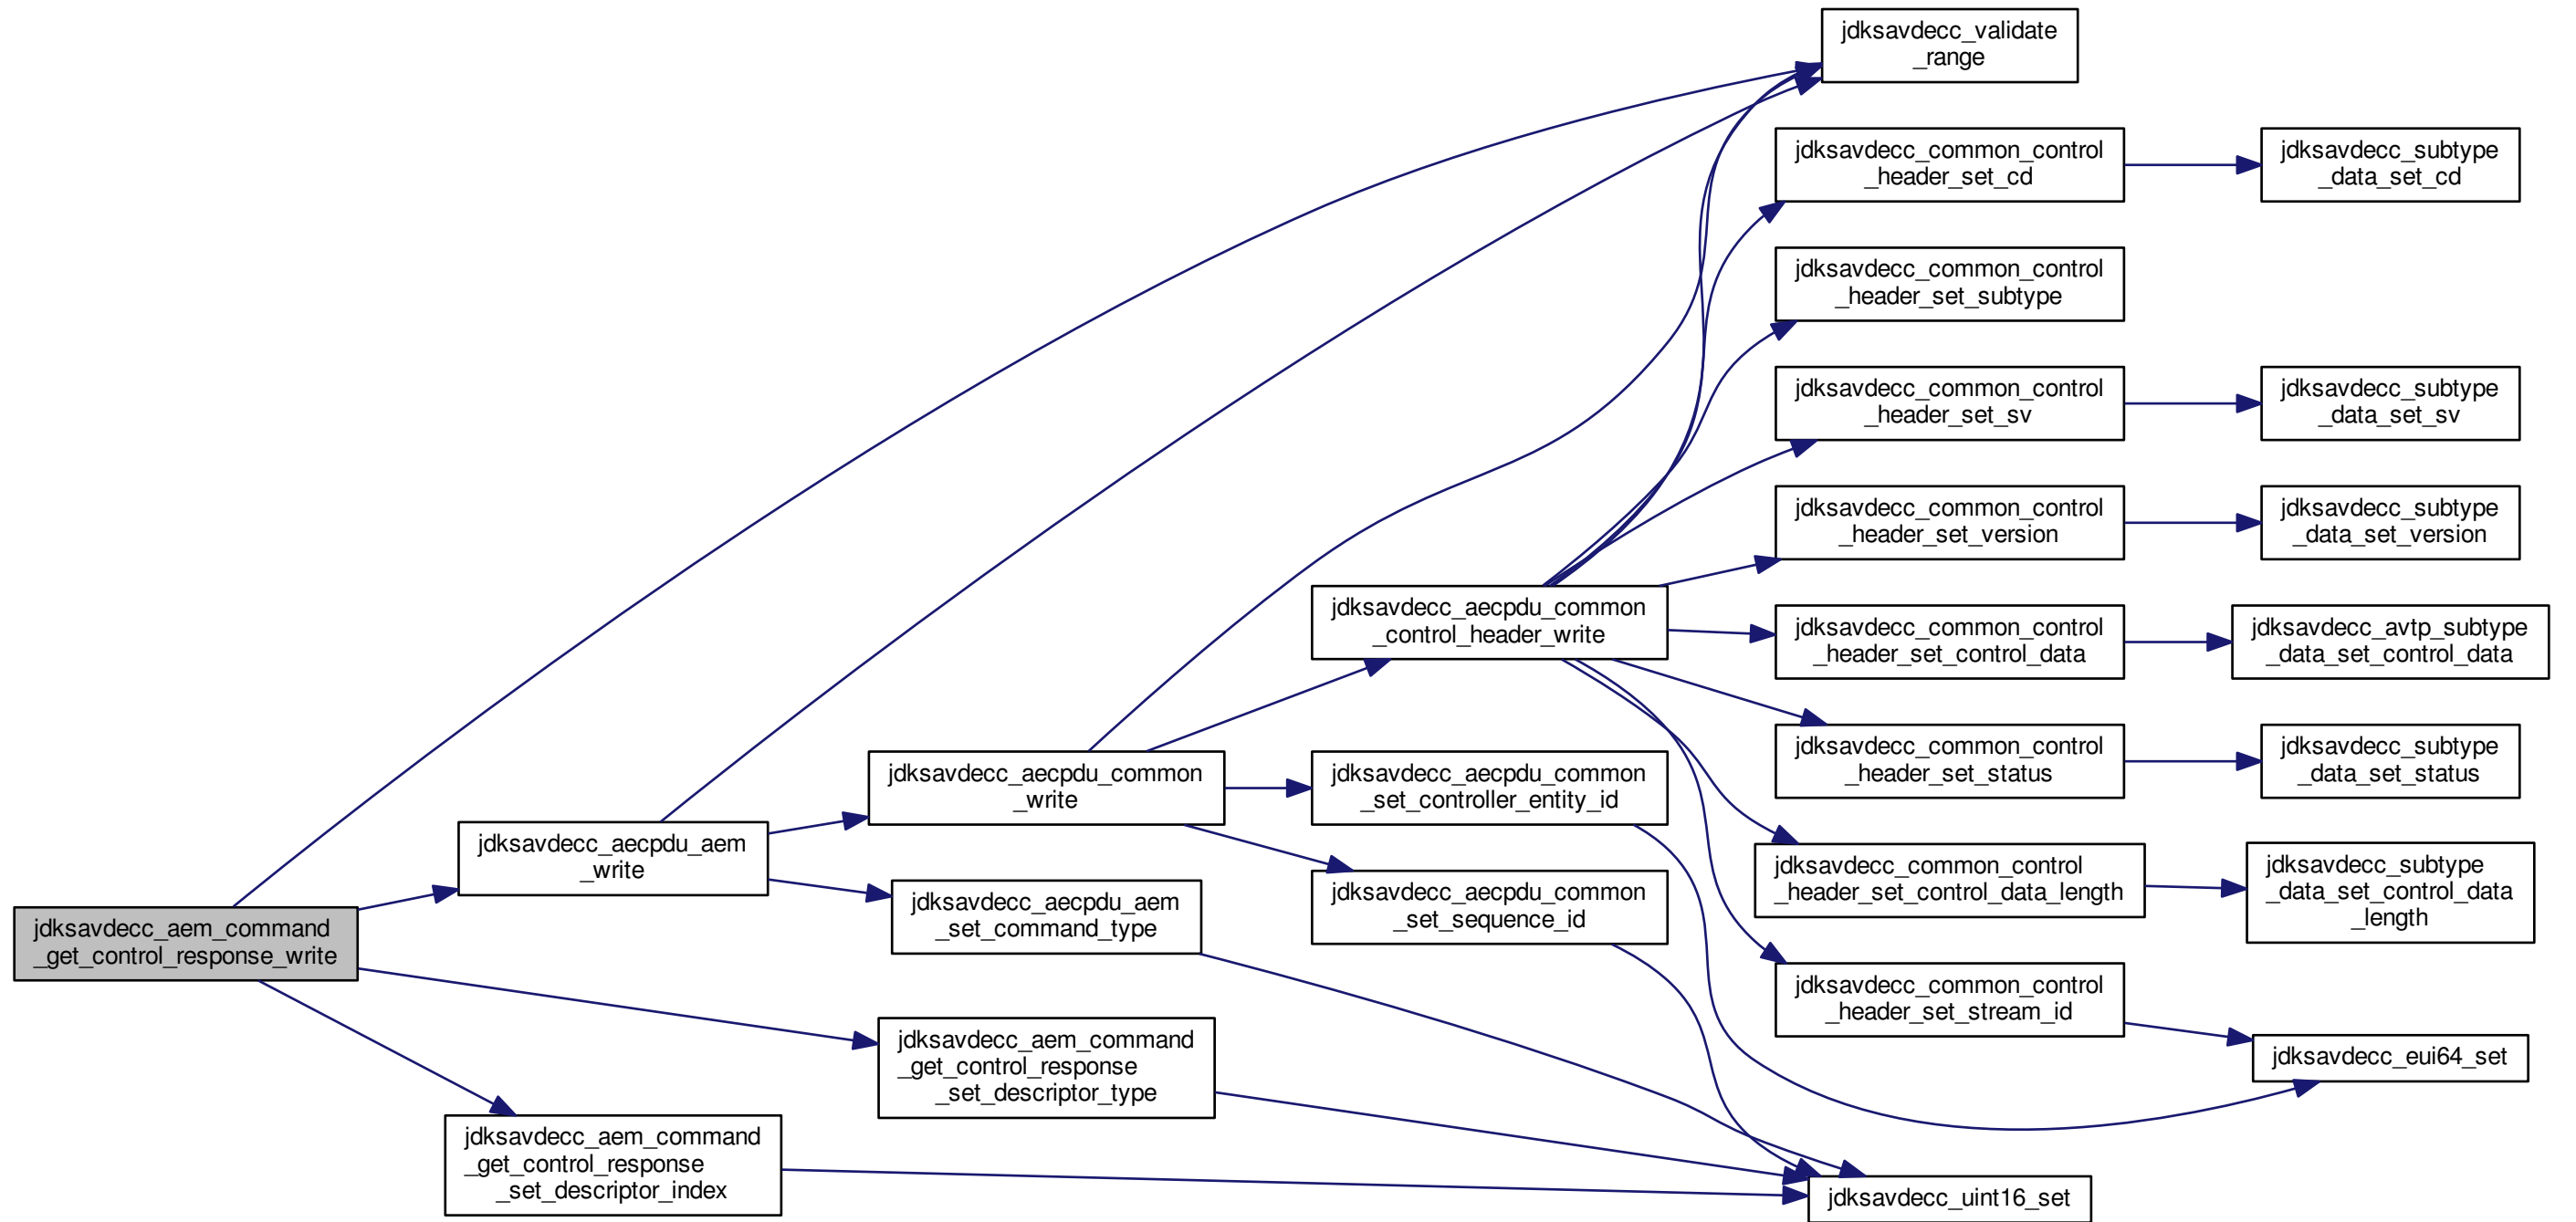 jdksavdecc_validate
_range
jdksavdecc_common_control
_header_set_cd
jdksavdecc_subtype
_data_set_cd
jdksavdecc_common_control
_header_set_subtype
jdksavdecc_common_control
_header_set_sv
jdksavdecc_subtype
_data_set_sv
jdksavdecc_common_control
_header_set_version
jdksavdecc_subtype
_data_set_version
jdksavdecc_aecpdu_common
_control_header_write
jdksavdecc_common_control
_header_set_control_data
jdksavdecc_avtp_subtype
_data_set_control_data
jdksavdecc_common_control
_header_set_status
jdksavdecc_subtype
_data_set_status
jdksavdecc_aecpdu_common
_write
jdksavdecc_aecpdu_common
_set_controller_entity_id
jdksavdecc_aecpdu_aem
_write
jdksavdecc_common_control
_header_set_control_data_length
jdksavdecc_subtype
_data_set_control_data
_length
jdksavdecc_aecpdu_aem
_set_command_type
jdksavdecc_aecpdu_common
_set_sequence_id
jdksavdecc_aem_command
_get_control_response_write
jdksavdecc_common_control
_header_set_stream_id
jdksavdecc_eui64_set
jdksavdecc_aem_command
_get_control_response
_set_descriptor_type
jdksavdecc_aem_command
_get_control_response
_set_descriptor_index
jdksavdecc_uint16_set